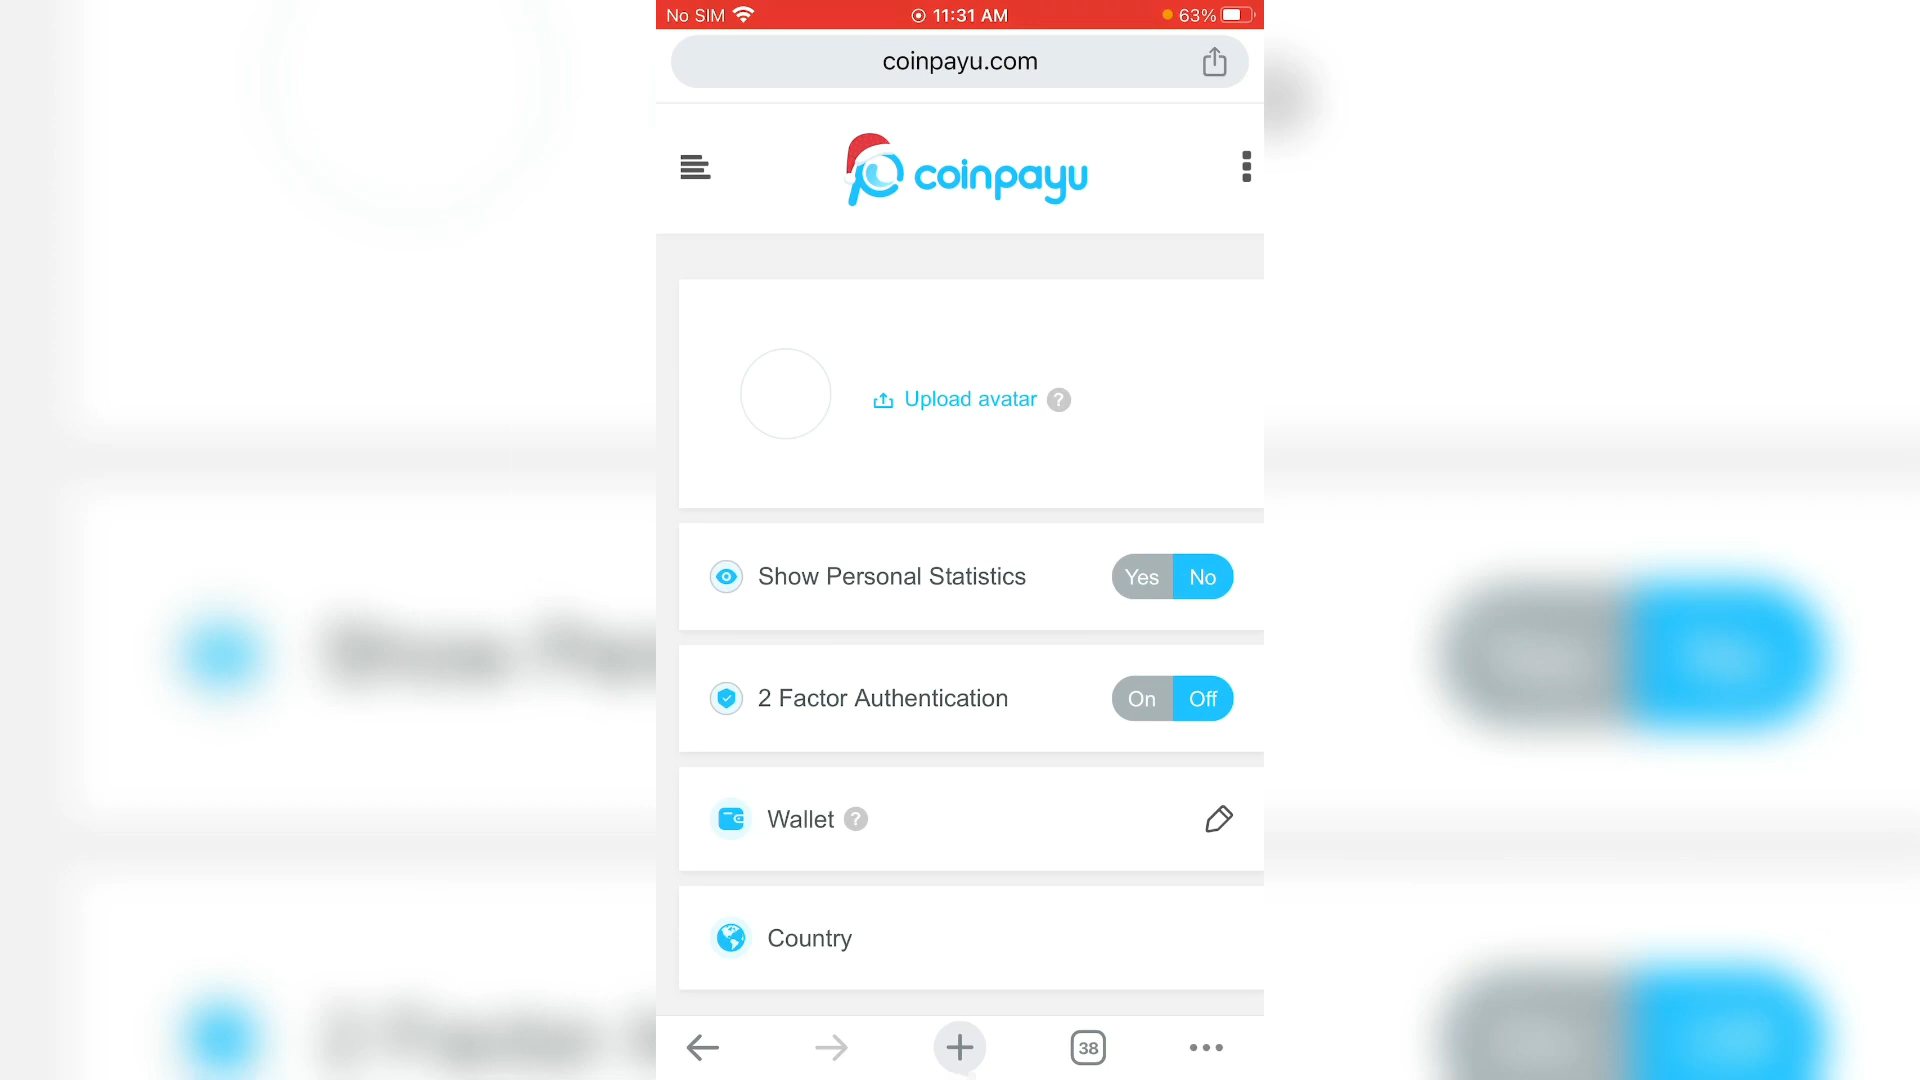 No SIM 11:31 AM 63%
coinpayu.com
coinpayu
Upload avatar ?
Show Personal Statistics Yes No
2 Factor Authentication On Off
Wallet ?
Country
38